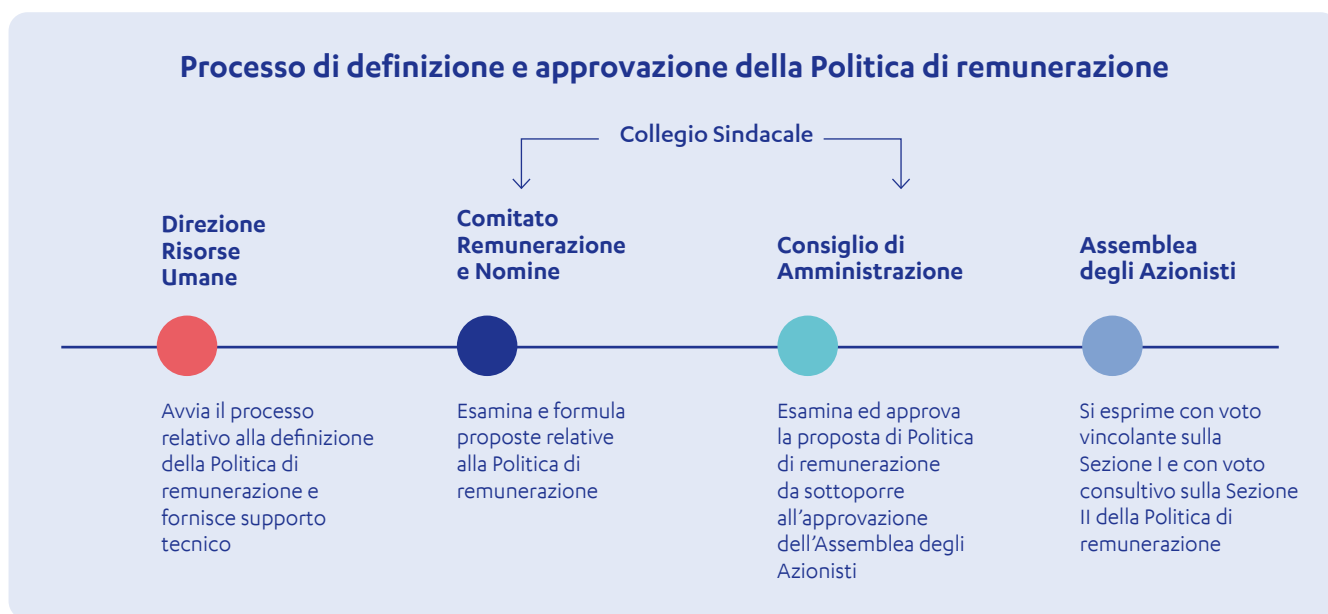 Processo di definizione e approvazione della Politica di remunerazione
Collegio Sindacale
Direzione
Risorse
Umane
Avvia il processo
relativo alla definizione
della Politica di
remunerazione e
fornisce supporto
tecnico
Comitato
Remunerazione
e Nomine
Esamina e formula
proposte relative
alla Politica di
remunerazione
Consiglio di
Amministrazione
Esamina ed approva
la proposta di Politica
di remunerazione
da sottoporre
all'approvazione
dell'Assemblea degli
Azionisti
Assemblea
degli Azionisti
Si esprime con voto
vincolante sulla
Sezione I e con voto
consultivo sulla Sezione
II della Politica di
remunerazione